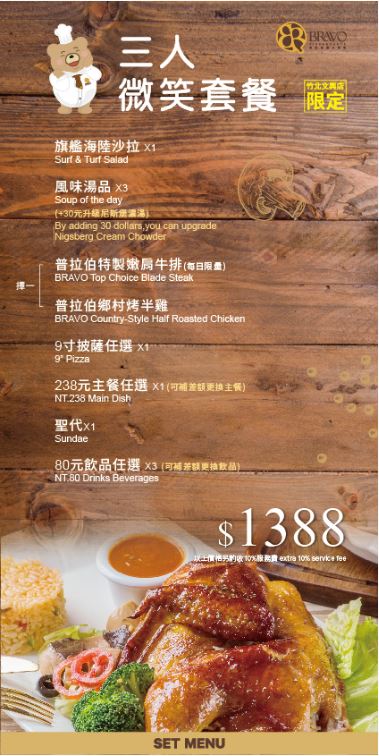 三人
微笑套餐
BRAVO
竹北文興店
限定
旗艦海陸沙拉 X1
Surf & Turf Salad
風味湯品 X3
Soup of the day
(+30元升級尼斯堡濃湯)
By adding 30 dollars,you can upgrade
Nigsberg Cream Chowder
擇一
普拉伯特製嫩肩牛排(每日限量)
BRAVO Top Choice Blade Steak
普拉伯鄉村烤半雞
BRAVO Country-Style Half Roasted Chicken
9寸披薩任選 X1
9" Pizza
238元主餐任選 X1 (可補差額更換主餐)
NT.238 Main Dish
聖代X1
Sundae
80元飲品任選 X3 (可補差額更換飲品)
NT.80 Drinks Beverages
$1388
以上價格另酌收10%服務費 extra 10% service fee
SET MENU